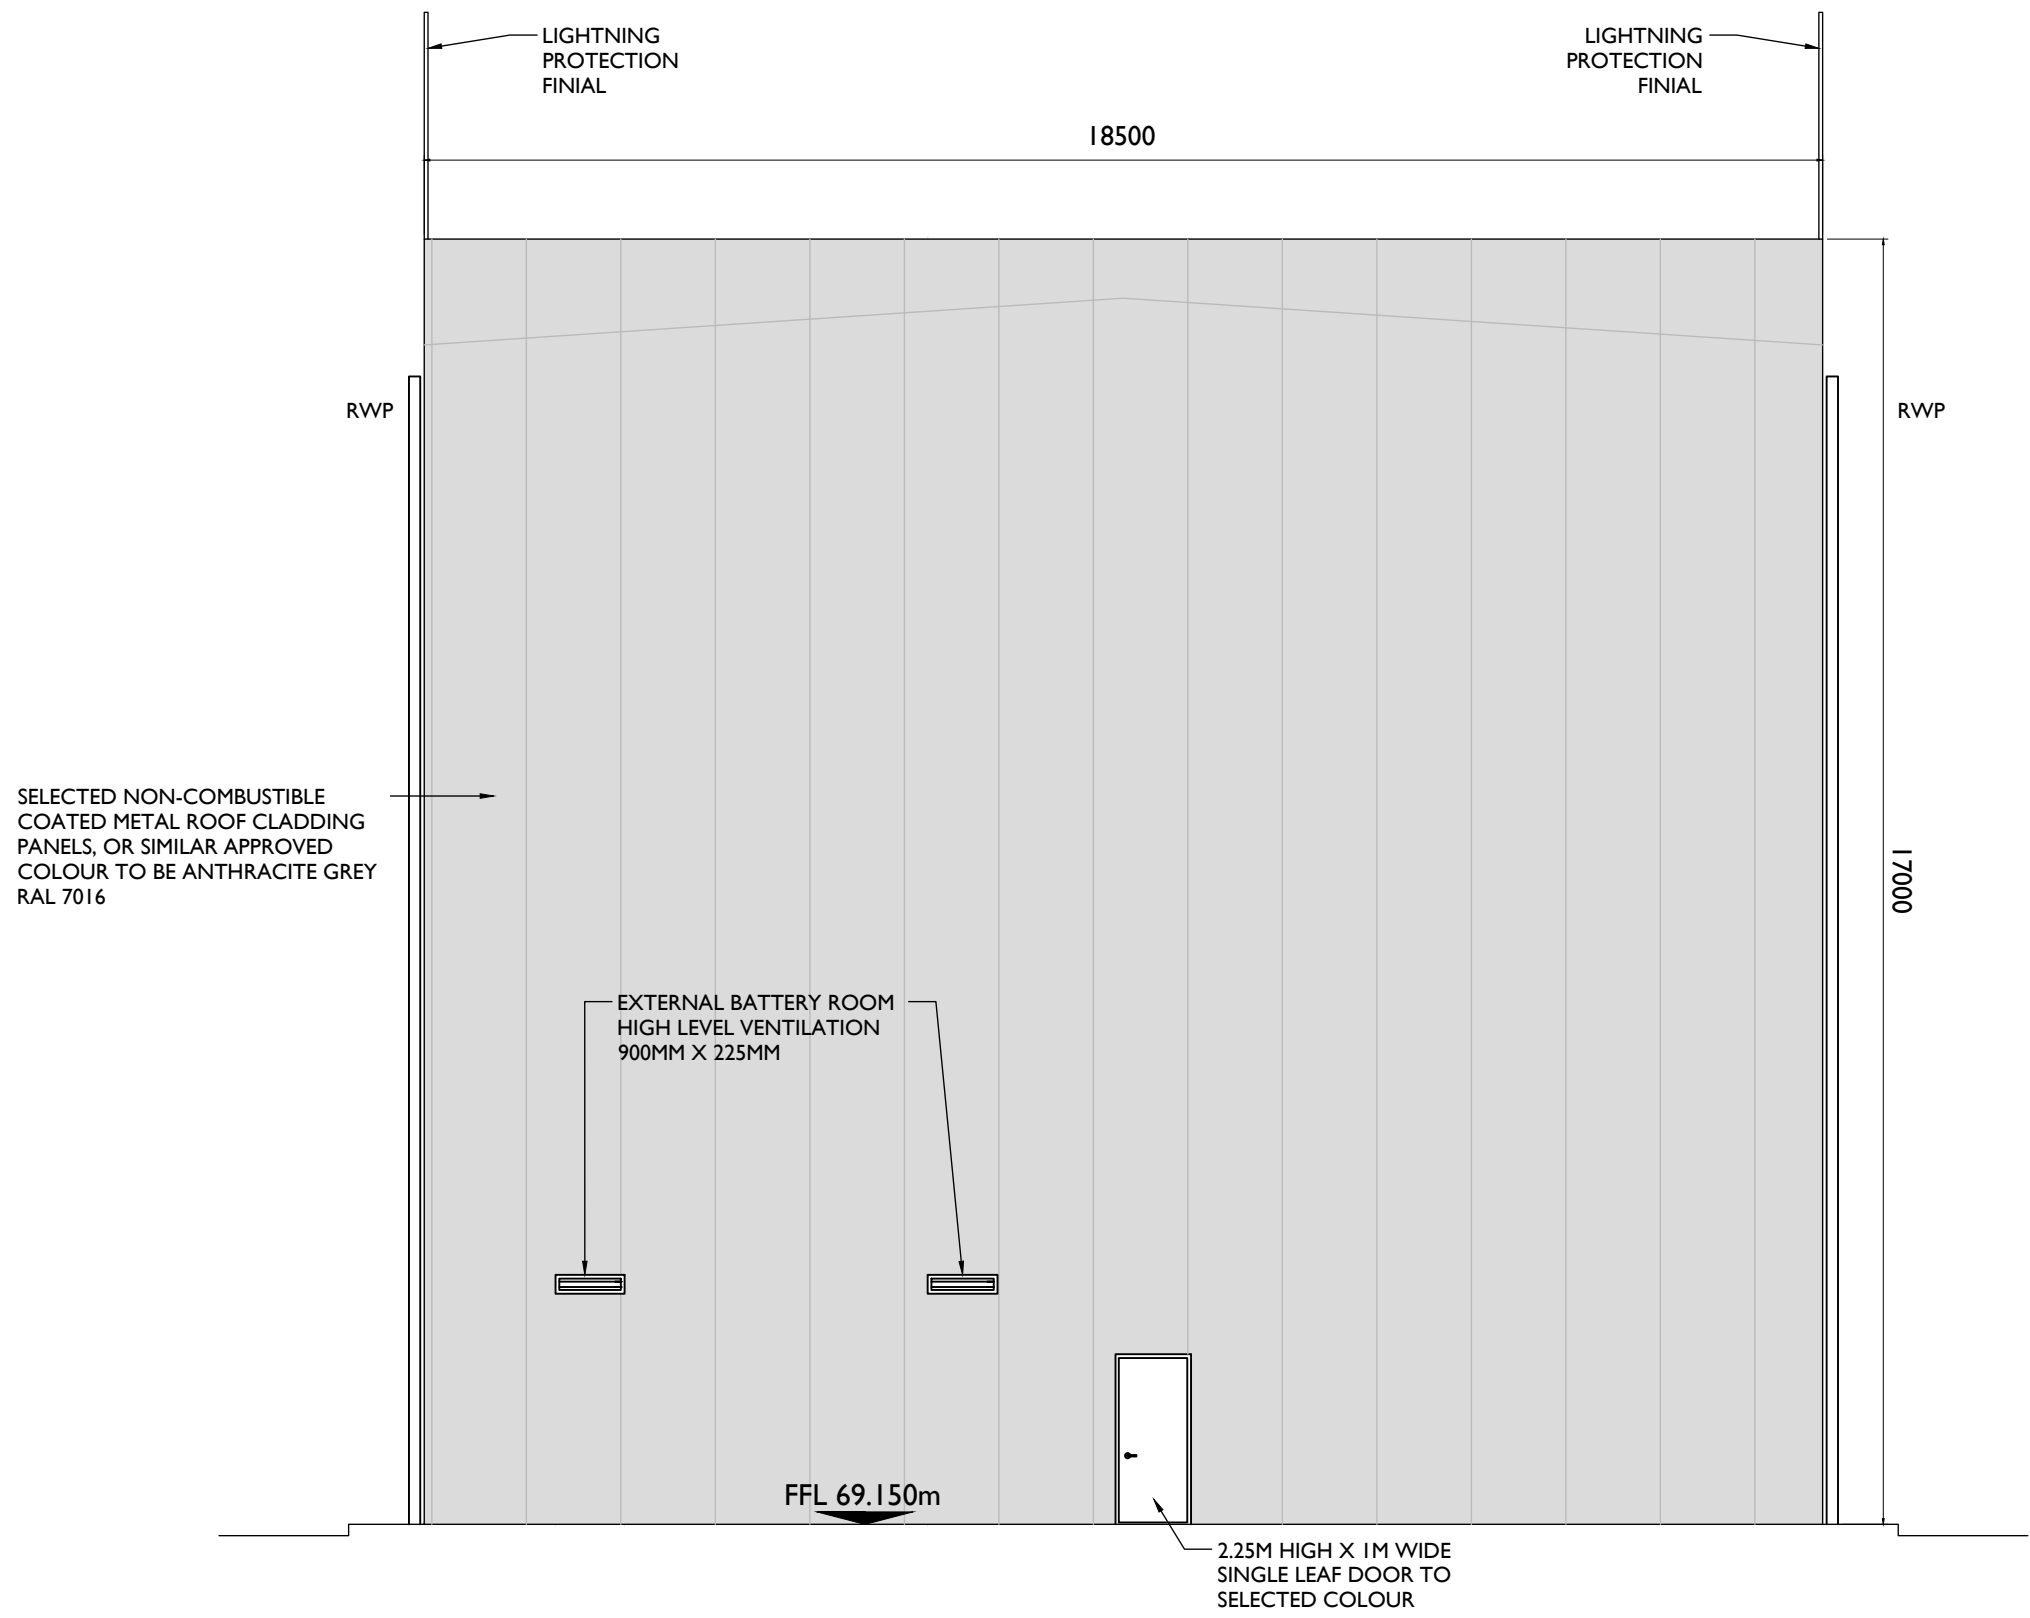 LIGHTNING
PROTECTION
FINIAL
LIGHTNING
PROTECTION
FINIAL
18500
RWP
RWP
SELECTED NON-COMBUSTIBLE
COATED METAL ROOF CLADDING
PANELS, OR SIMILAR APPROVED
COLOUR TO BE ANTHRACITE GREY
RAL 7016
17000
EXTERNAL BATTERY ROOM
HIGH LEVEL VENTILATION
900MM X 225MM
FFL 69.150m
2.25M HIGH X 1M WIDE
SINGLE LEAF DOOR TO
SELECTED COLOUR